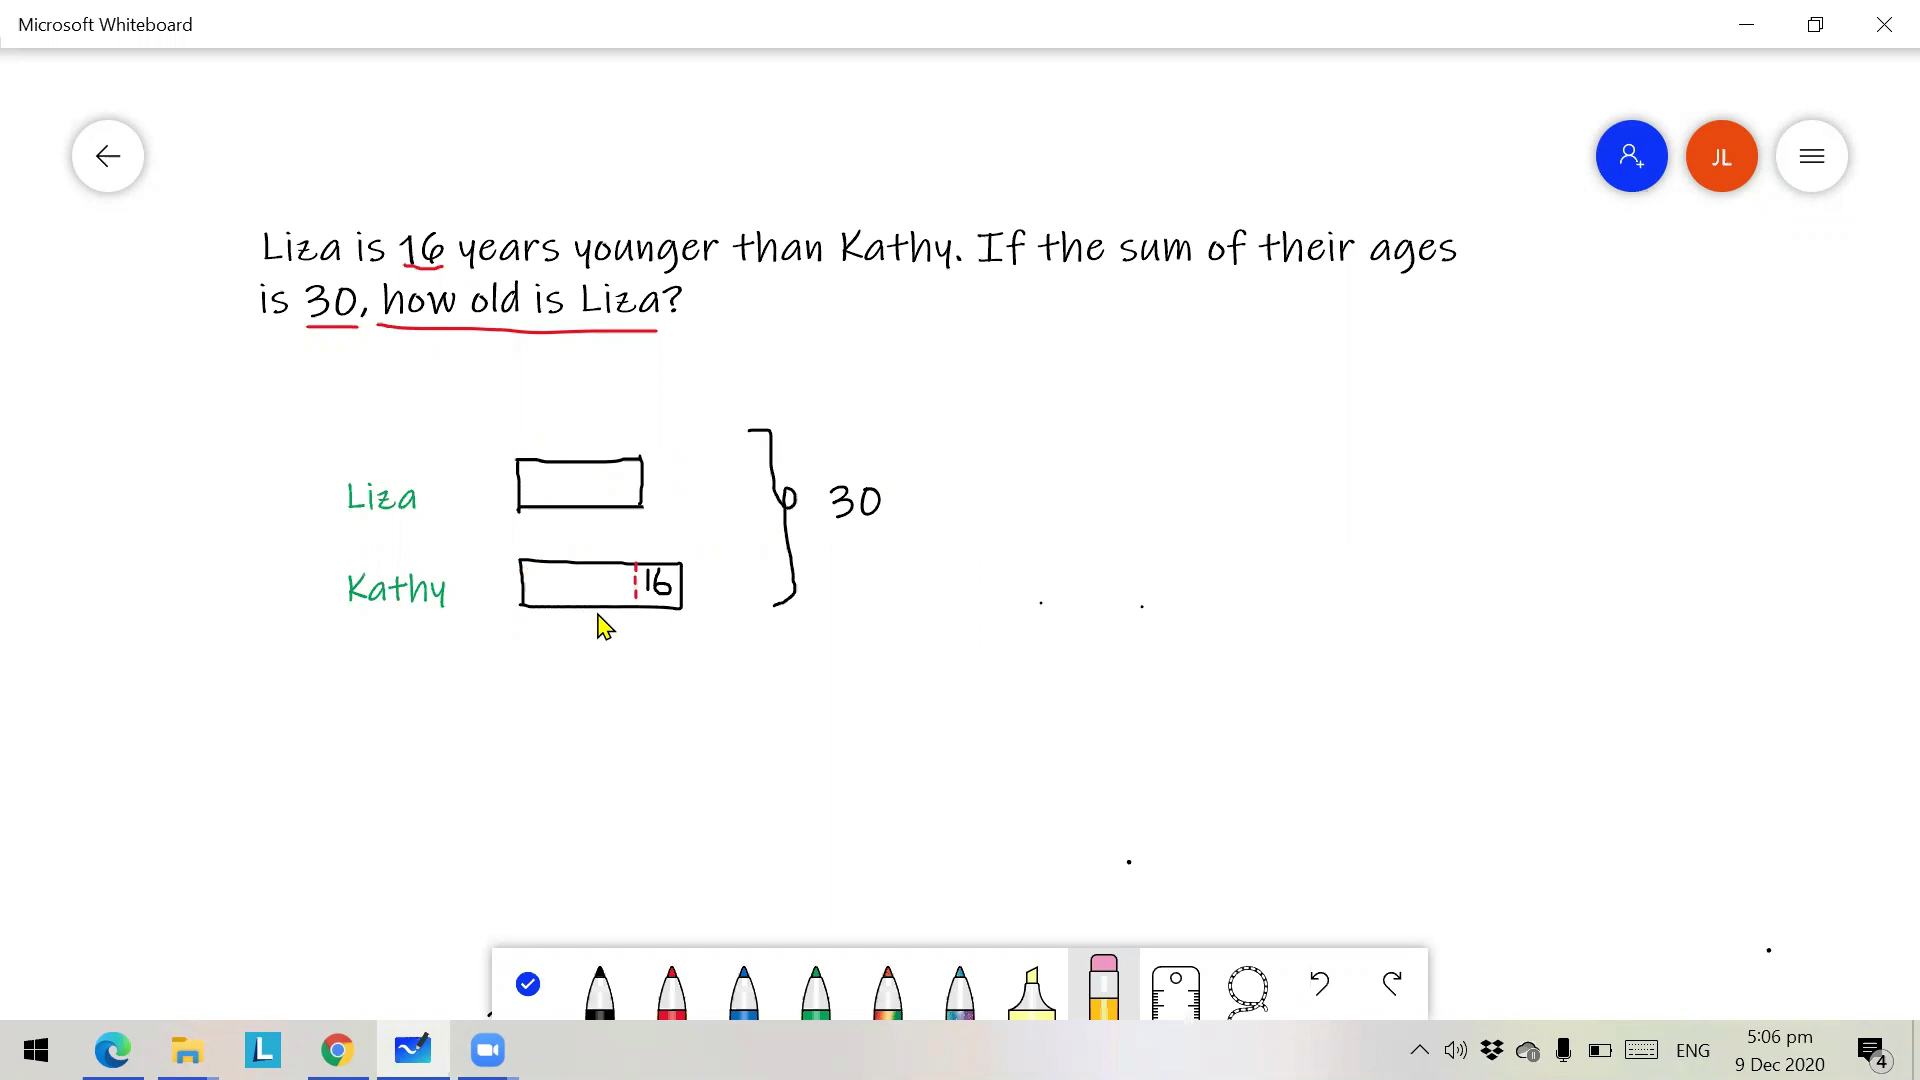 Microsoft Whiteboard
JL
Liza is 16 years younger than Kathy. If the sum of their ages
is 30, how old is Liza?
Liza
30
Kathy
16
L
ENG
5:06 pm
9 Dec 2020
4